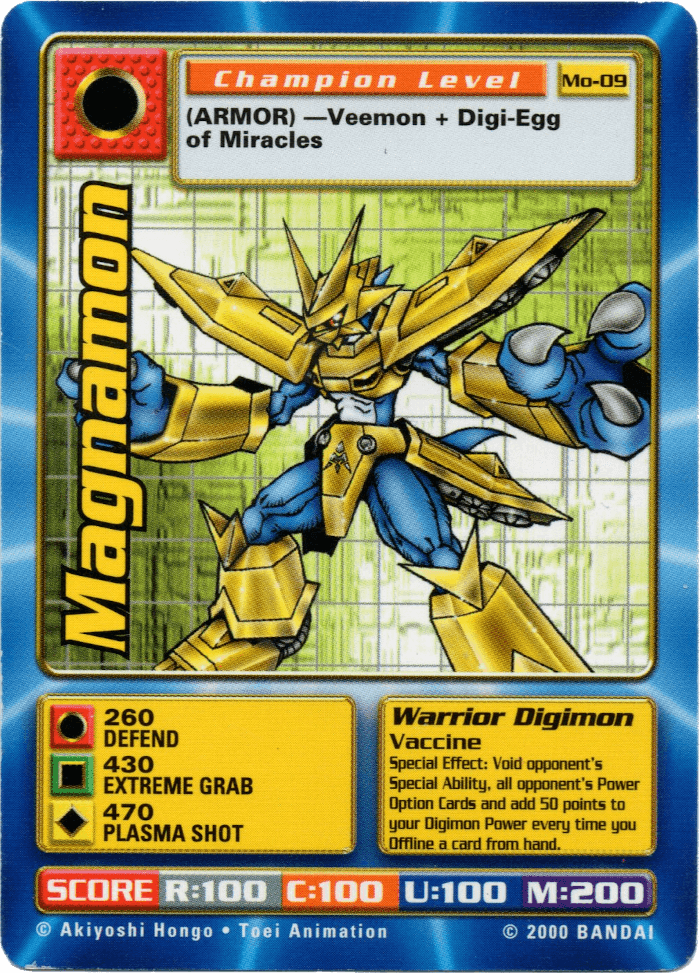 Champion Level
Mo-09
(ARMOR) —Veemon + Digi-Egg
of Miracles
Magnamon
260
DEFEND
430
EXTREME GRAB
470
PLASMA SHOT
Warrior Digimon
Vaccine
Special Effect: Void opponent's
Special Ability, all opponent's Power
Option Cards and add 50 points to
your Digimon Power every time you
Offline a card from hand.
SCORE R:100 C:100 U:100 M:200
© Akiyoshi Hongo • Toei Animation © 2000 BANDAI